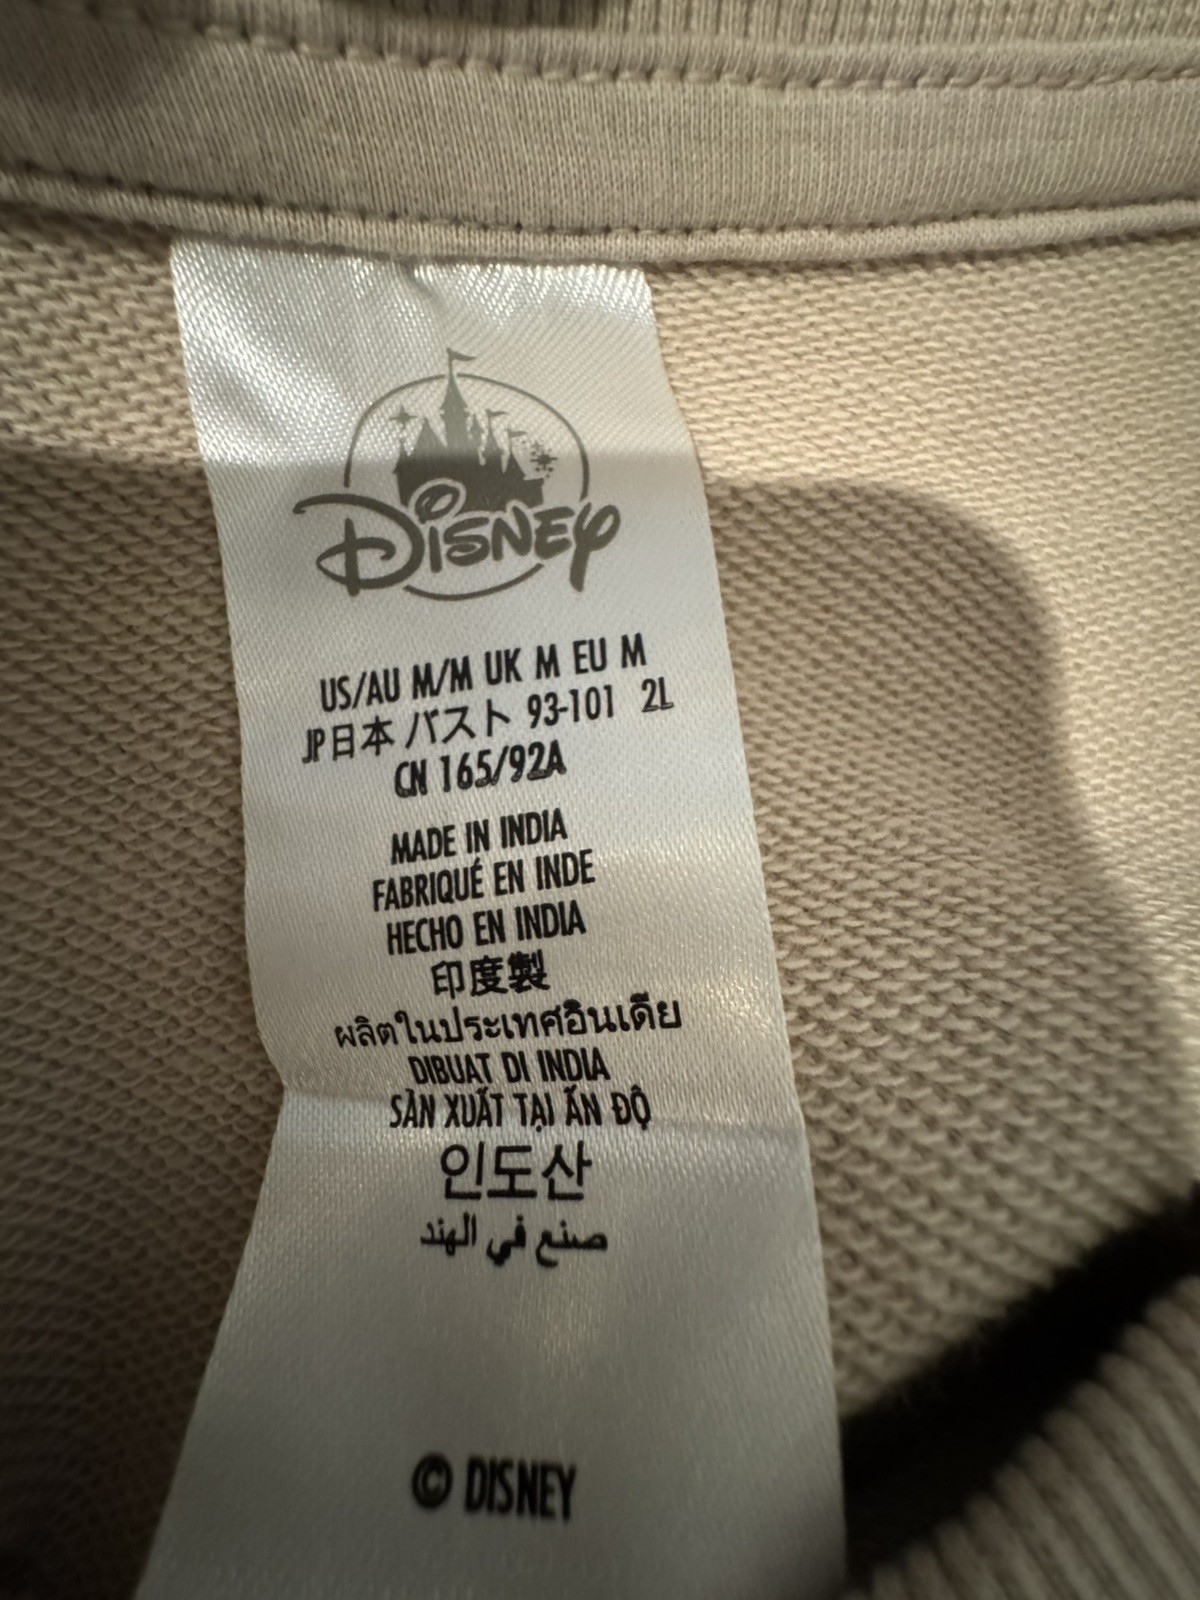 Disney
US/AU M/M UK M EU M
JP日本 バスト 93-101 2L
CN 165/92A
MADE IN INDIA
FABRIQUÉ EN INDE
HECHO EN INDIA
印度製
ผลิตในประเทศอินเดีย
DIBUAT DI INDIA
SẢN XUẤT TẠI ẤN ĐỘ
인도산
صنع في الهند
© DISNEY